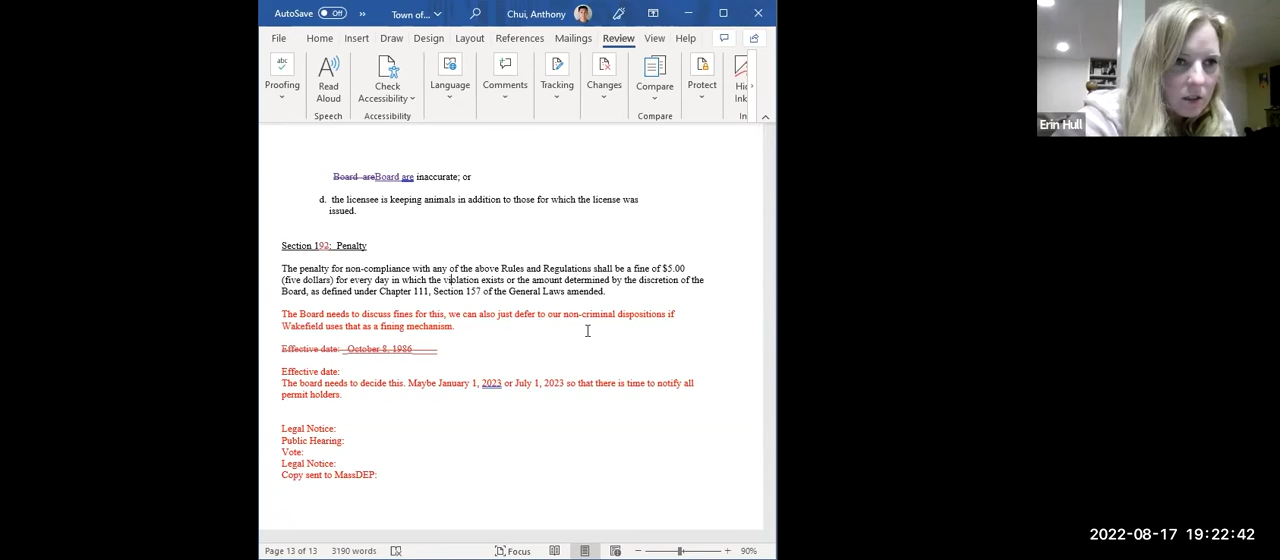 AutoSave Off Town of... Chui, Anthony
File Home Insert Draw Design Layout References Mailings Review View Help
Proofing Read Aloud Check Accessibility Language Comments Tracking Changes Compare Protect Hide Ink
Speech Accessibility Compare In
Board are Board are inaccurate; or
d. the licensee is keeping animals in addition to those for which the license was
issued.
Section 192: Penalty
The penalty for non-compliance with any of the above Rules and Regulations shall be a fine of $5.00
(five dollars) for every day in which the violation exists or the amount determined by the discretion of the
Board, as defined under Chapter 111, Section 157 of the General Laws amended.
The Board needs to discuss fines for this, we can also just defer to our non-criminal dispositions if
Wakefield uses that as a fining mechanism.
Effective date: October 8, 1986
Effective date:
The board needs to decide this. Maybe January 1, 2023 or July 1, 2023 so that there is time to notify all
permit holders.
Legal Notice:
Public Hearing:
Vote:
Legal Notice:
Copy sent to MassDEP:
Page 13 of 13 3190 words Focus 90%
Erin Hull
2022-08-17 19:22:42